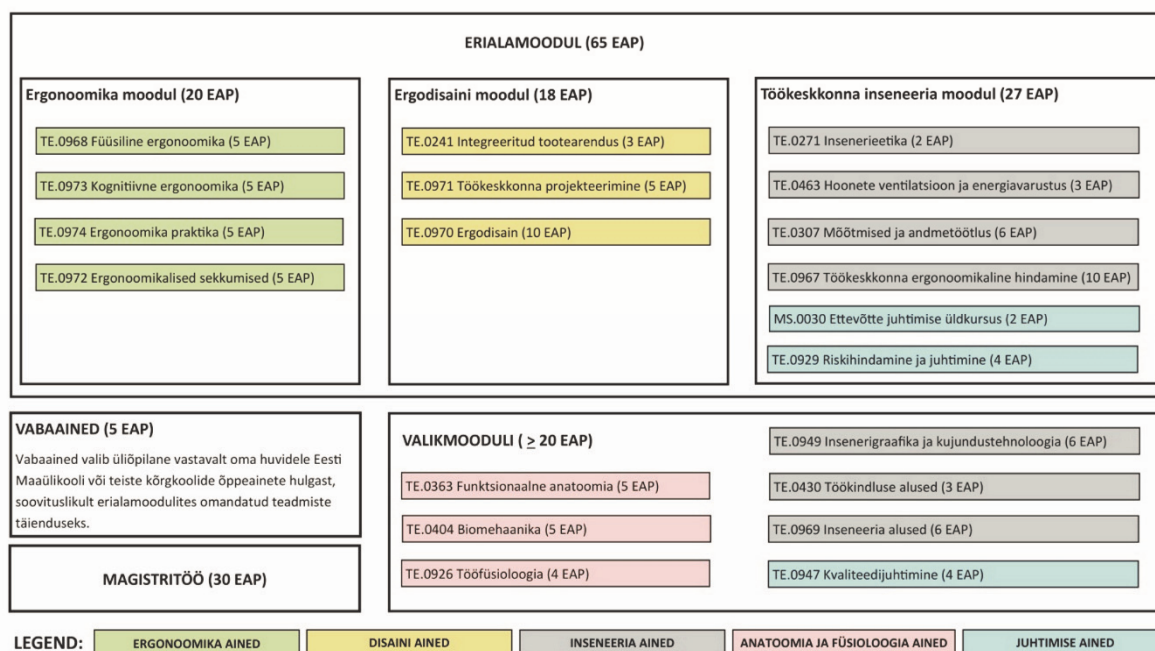 ERIALAMOODUL (65 EAP)
Ergonoomika moodul (20 EAP)
TE.0968 Füüsiline ergonoomika (5 EAP)
TE.0973 Kognitiivne ergonoomika (5 EAP)
TE.0974 Ergonoomika praktika (5 EAP)
TE.0972 Ergonoomikalised sekkumised (5 EAP)
Ergodisaini moodul (18 EAP)
TE.0241 Integreeritud tootearendus (3 EAP)
TE.0971 Töökeskkonna projekteerimine (5 EAP)
TE.0970 Ergodisain (10 EAP)
Töökeskkonna inseneeria moodul (27 EAP)
TE.0271 Insenerieetika (2 EAP)
TE.0463 Hoonete ventilatsioon ja energiavarustus (3 EAP)
TE.0307 Mõõtmised ja andmetöötlus (6 EAP)
TE.0967 Töökeskkonna ergonoomikaline hindamine (10 EAP)
MS.0030 Ettevõtte juhtimise üldkursus (2 EAP)
TE.0929 Riskihindamine ja juhtimine (4 EAP)
VABAAINED (5 EAP)
Vabaained valib üliõpilane vastavalt oma huvidele Eesti
Maaülikooli või teiste kõrgkoolide õppeainete hulgast,
soovituslikult erialamoodulites omandatud teadmiste
täienduseks.
MAGISTRITÖÖ (30 EAP)
VALIKMOODULI ( ≥ 20 EAP)
TE.0363 Funktsionaalne anatoomia (5 EAP)
TE.0404 Biomehaanika (5 EAP)
TE.0926 Tööfüsioloogia (4 EAP)
TE.0949 Insenerigraafika ja kujundustehnoloogia (6 EAP)
TE.0430 Töökindluse alused (3 EAP)
TE.0969 Inseneeria alused (6 EAP)
TE.0947 Kvaliteedijuhtimine (4 EAP)
LEGEND: ERGONOOMIKA AINED DISAINI AINED INSENEERIA AINED ANATOOMIA JA FÜSIOLOOGIA AINED JUHTIMISE AINED